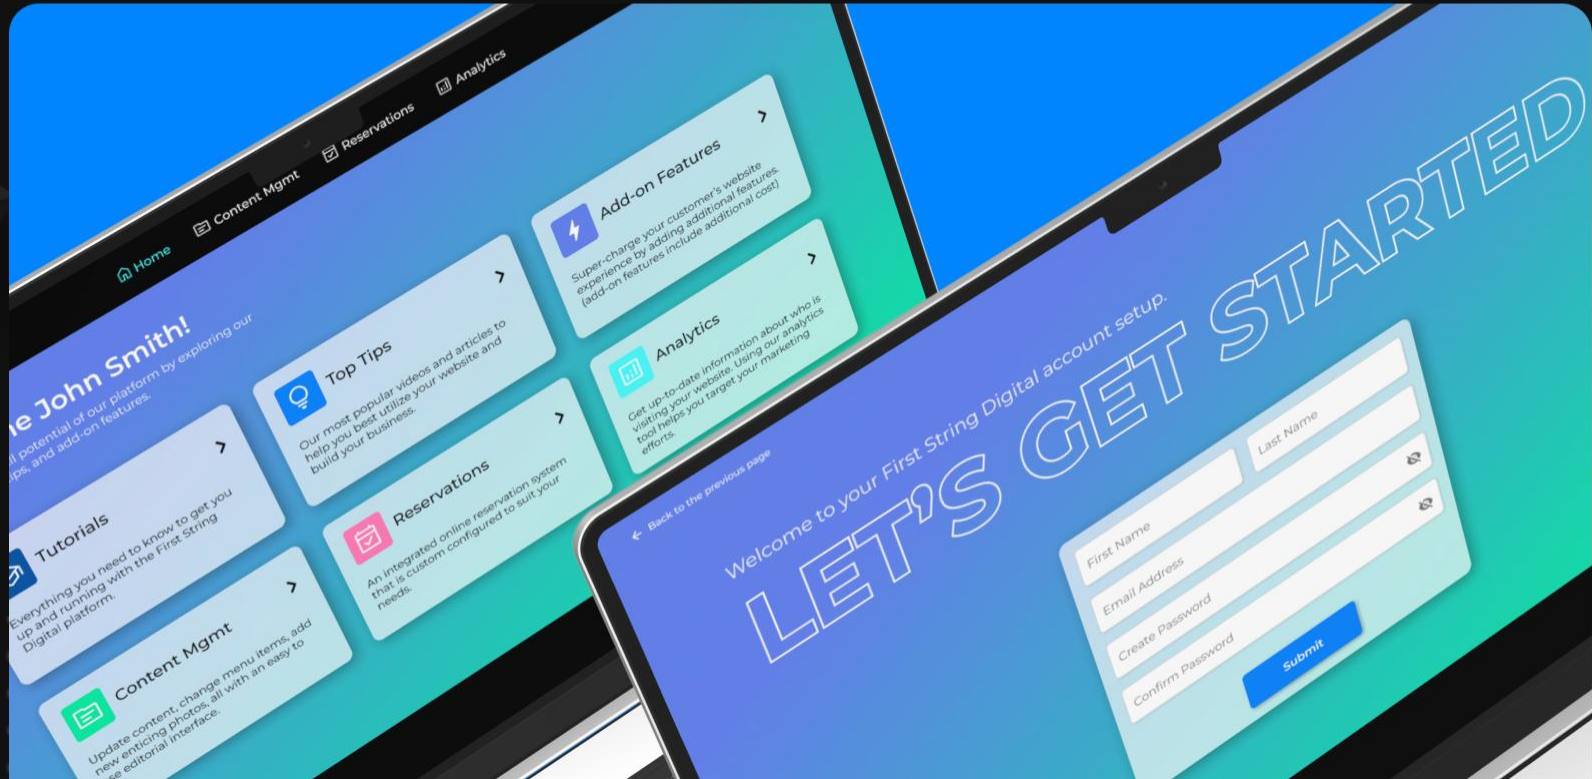 Home
Content Mgmt
Reservations
Analytics
John Smith!
potential of our platform by exploring our
and add-on features.
Tutorials
Everything you need to know to get you
up and running with the First String
Digital platform.
Top Tips
Our most popular videos and articles to
help you best utilize your website and
build your business.
Add-on Features
Super-charge your customer's website
experience by adding additional features.
(add-on features include additional cost)
Content Mgmt
Update content, change menu items, add
new enticing photos, all with an easy to
editorial interface.
Reservations
An integrated online reservation system
that is custom configured to suit your
needs.
Analytics
Get up-to-date information about who is
visiting your website. Using our analytics
tool helps you target your marketing
efforts.
Back to the previous page
Welcome to your First String Digital account setup.
LET'S GET STARTED
First Name
Last Name
Email Address
Create Password
Confirm Password
Submit